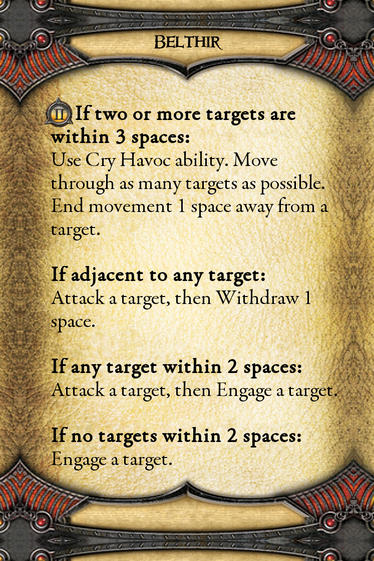 BELTHIR
II If two or more targets are
within 3 spaces:
Use Cry Havoc ability. Move
through as many targets as possible.
End movement 1 space away from a
target.
If adjacent to any target:
Attack a target, then Withdraw 1
space.
If any target within 2 spaces:
Attack a target, then Engage a target.
If no targets within 2 spaces:
Engage a target.